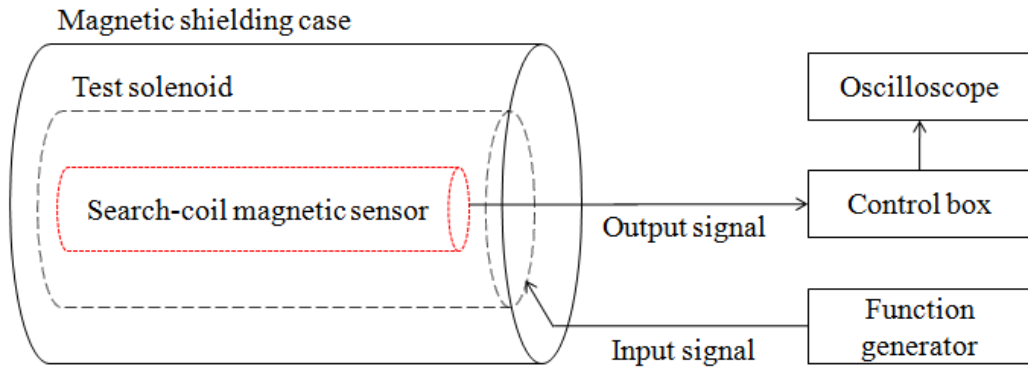 Magnetic shielding case
Test solenoid
Search-coil magnetic sensor
Output signal
Input signal
Oscilloscope
Control box
Function
generator